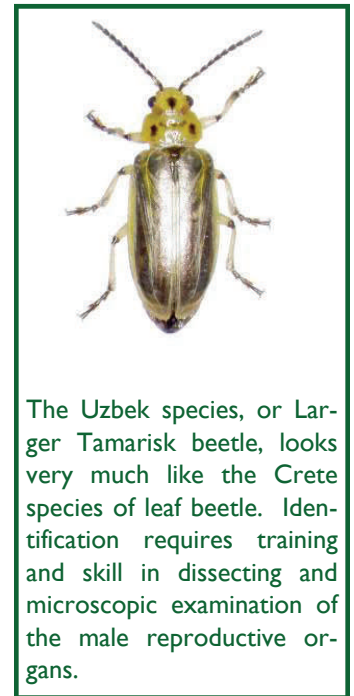 The Uzbek species, or Lar-
ger Tamarisk beetle, looks
very much like the Crete
species of leaf beetle. Iden-
tification requires training
and skill in dissecting and
microscopic examination of
the male reproductive or-
gans.